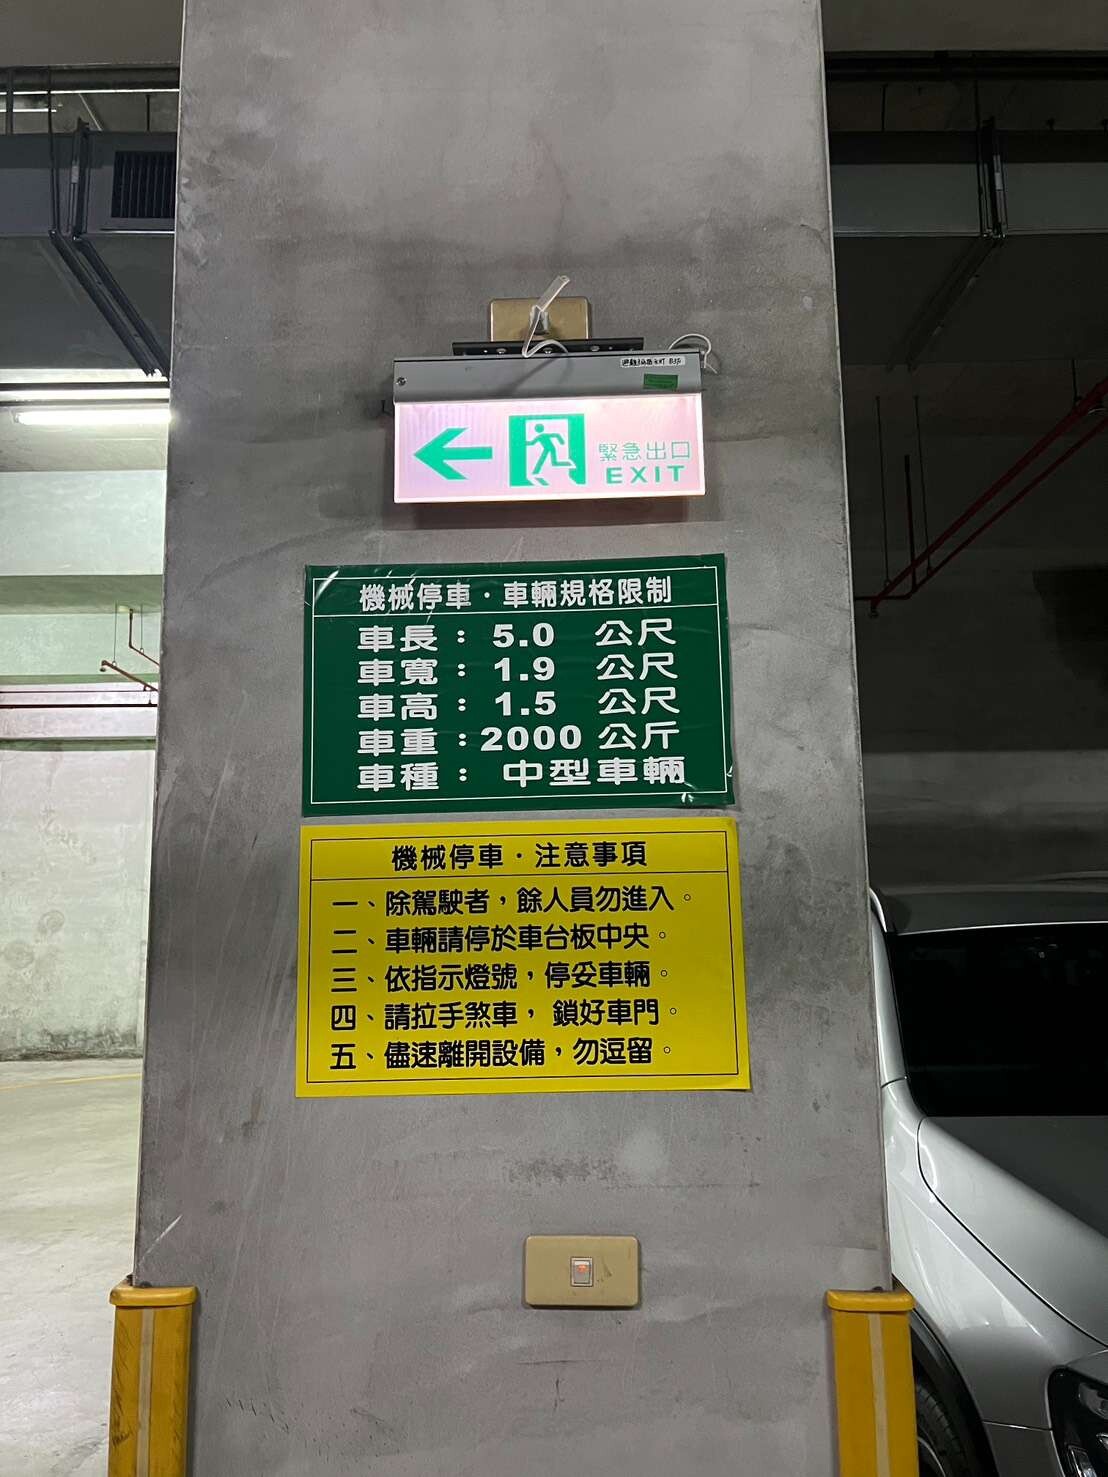 緊急出口
EXIT
機械停車·車輛規格限制
車長：5.0 公尺
車寬：1.9 公尺
車高：1.5 公尺
車重：2000 公斤
車種：中型車輛
機械停車·注意事項
一、除駕駛者，餘人員勿進入。
二、車輛請停於車台板中央。
三、依指示燈號，停妥車輛。
四、請拉手煞車，鎖好車門。
五、儘速離開設備，勿逗留。